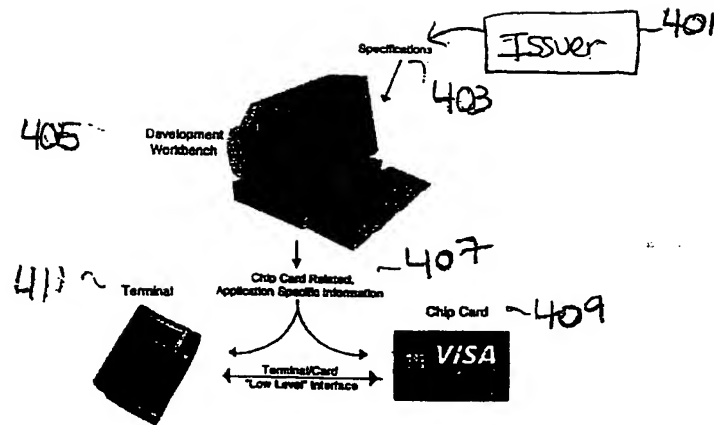 401
Issuer
Specifications
403
405
Development
Workbench
407
Chip Card Related,
Application Specific Information
411
Terminal
Chip Card
409
VISA
Terminal/Card
"Low Level" Interface